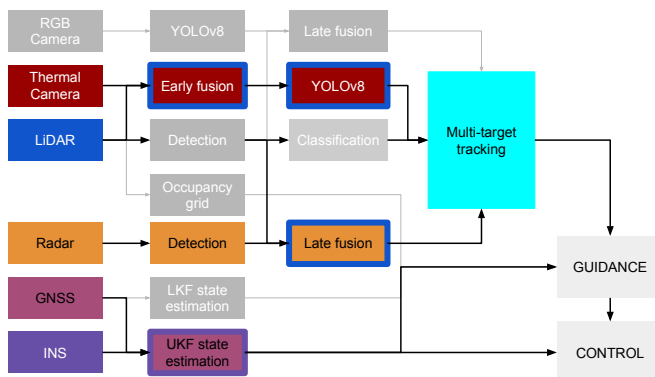 RGB
Camera
YOLOv8
Late fusion
Thermal
Camera
Early fusion
YOLOv8
LiDAR
Detection
Classification
Multi-target
tracking
Occupancy
grid
Radar
Detection
Late fusion
GUIDANCE
GNSS
LKF state
estimation
INS
UKF state
estimation
CONTROL